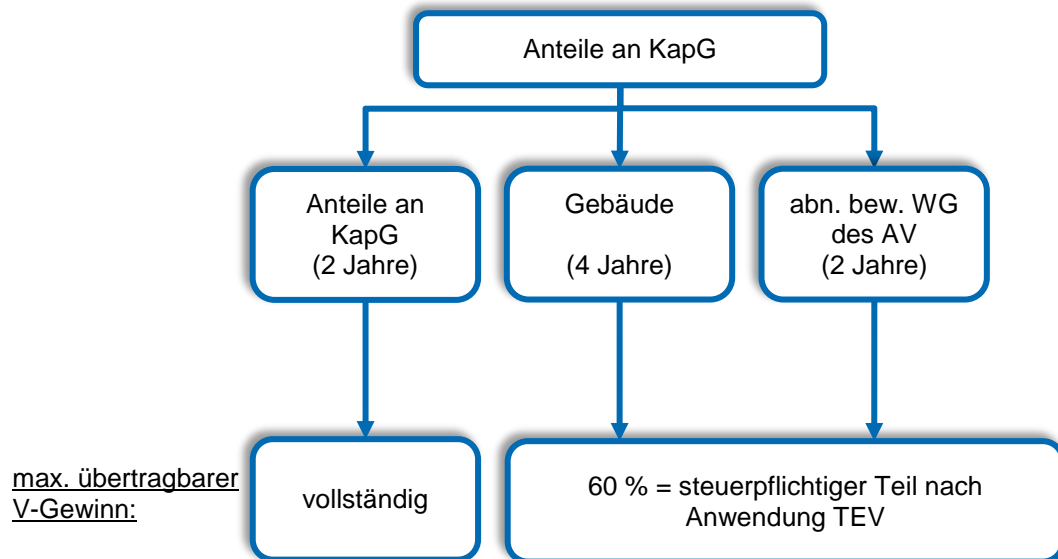 Anteile an KapG
Anteile an
KapG
(2 Jahre)
Gebäude
(4 Jahre)
abn. bew. WG
des AV
(2 Jahre)
max. übertragbarer
V-Gewinn:
vollständig
60 % = steuerpflichtiger Teil nach
Anwendung TEV